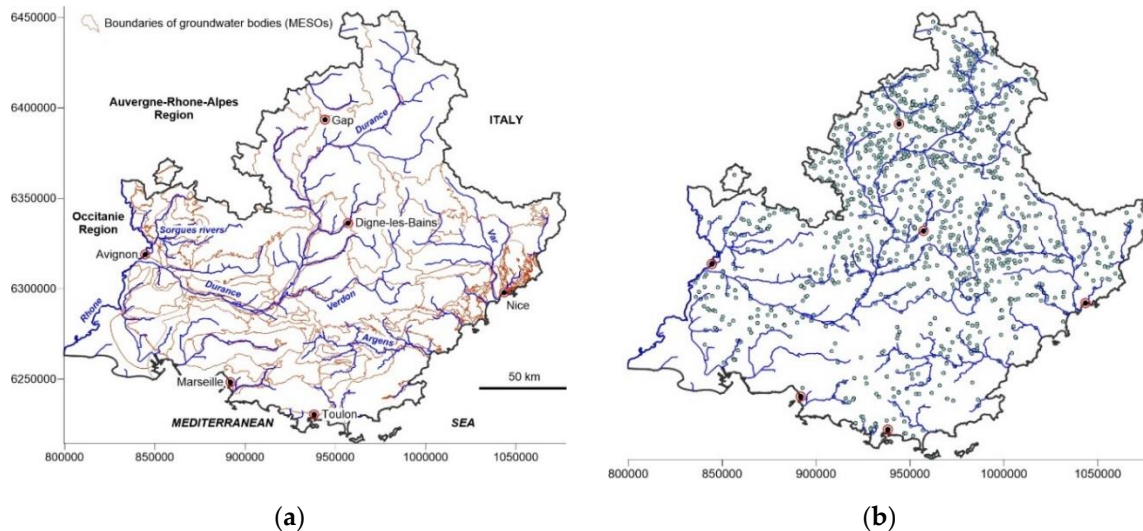 6450000
Boundaries of groundwater bodies (MESOs)
6400000
Auvergne-Rhone-Alpes
Region
Durance
ITALY
Gap
6350000
Occitanie
Region
Sorgues rivers
Digne-les-Bains
Var
Avignon
6300000
Durance
Verdon
Nice
Rhone
Argens
6250000
Marseille
50 km
Toulon
MEDITERRANEAN
SEA
800000 850000 900000 950000 1000000 1050000
800000 850000 900000 950000 1000000 1050000
(a)
(b)